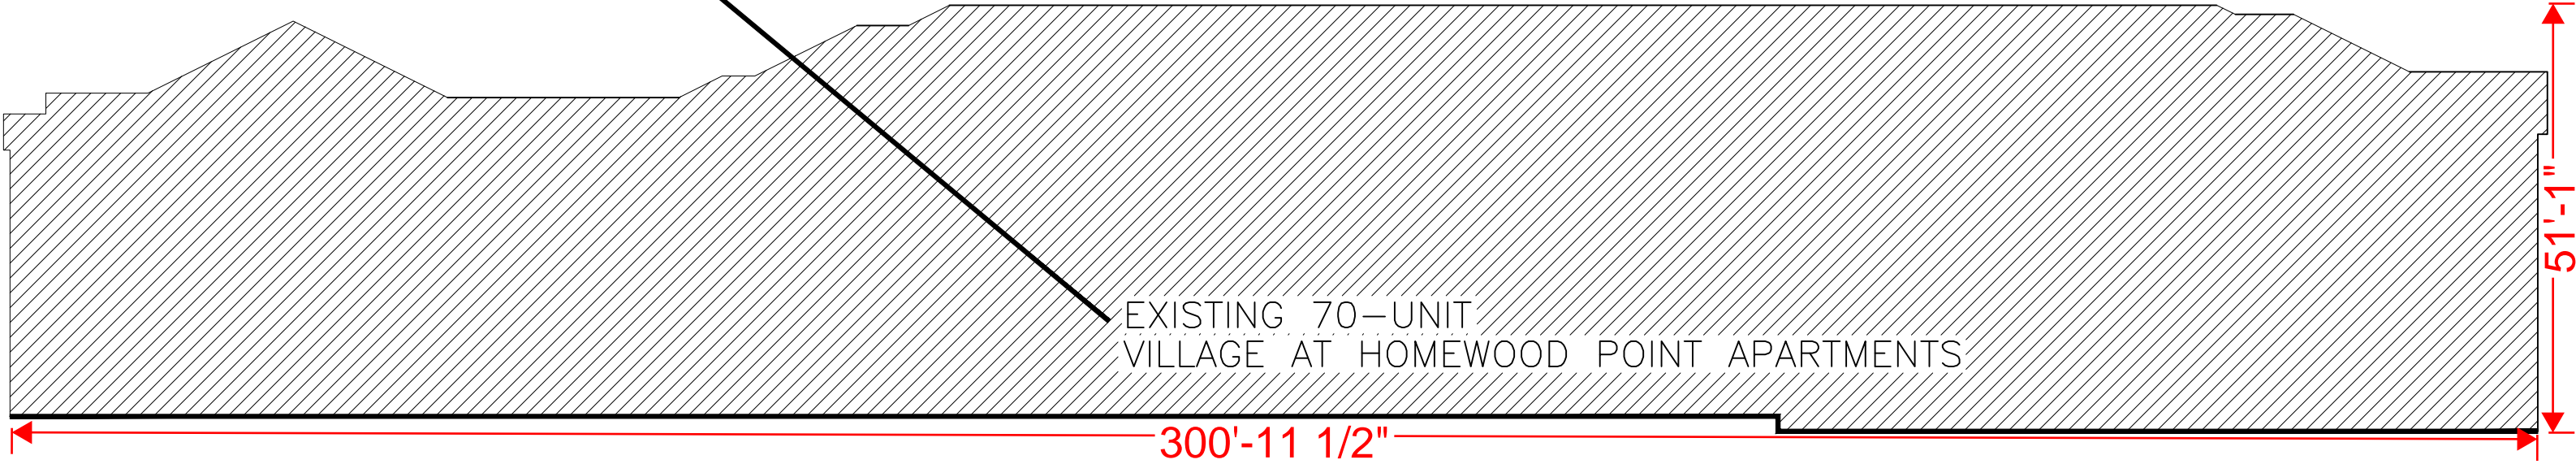 EXISTING 70-UNIT
VILLAGE AT HOMEWOOD POINT APARTMENTS
300'-11 1/2"
51'-1"